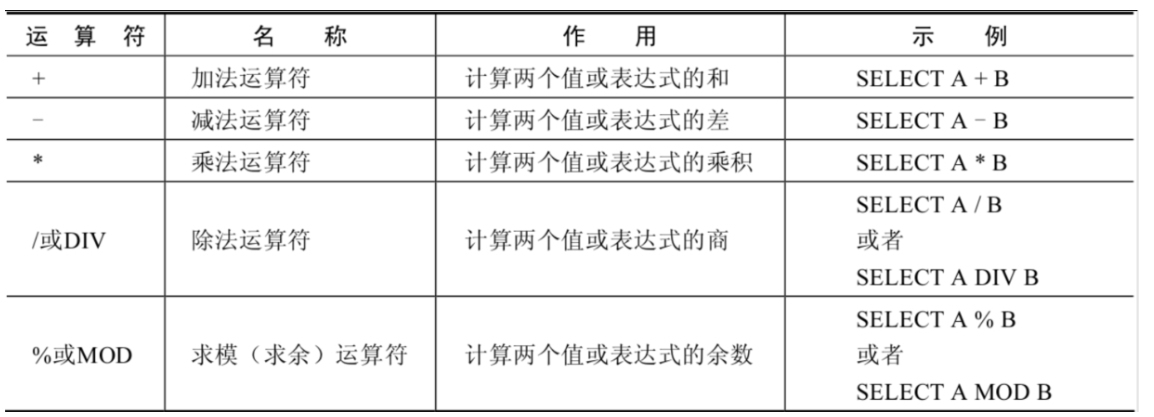 运 算 符 名 称 作 用 示 例
+ 加法运算符 计算两个值或表达式的和 SELECT A + B
- 减法运算符 计算两个值或表达式的差 SELECT A - B
* 乘法运算符 计算两个值或表达式的乘积 SELECT A * B
/或DIV 除法运算符 计算两个值或表达式的商 SELECT A / B
或者
SELECT A DIV B
%或MOD 求模（求余）运算符 计算两个值或表达式的余数 SELECT A % B
或者
SELECT A MOD B